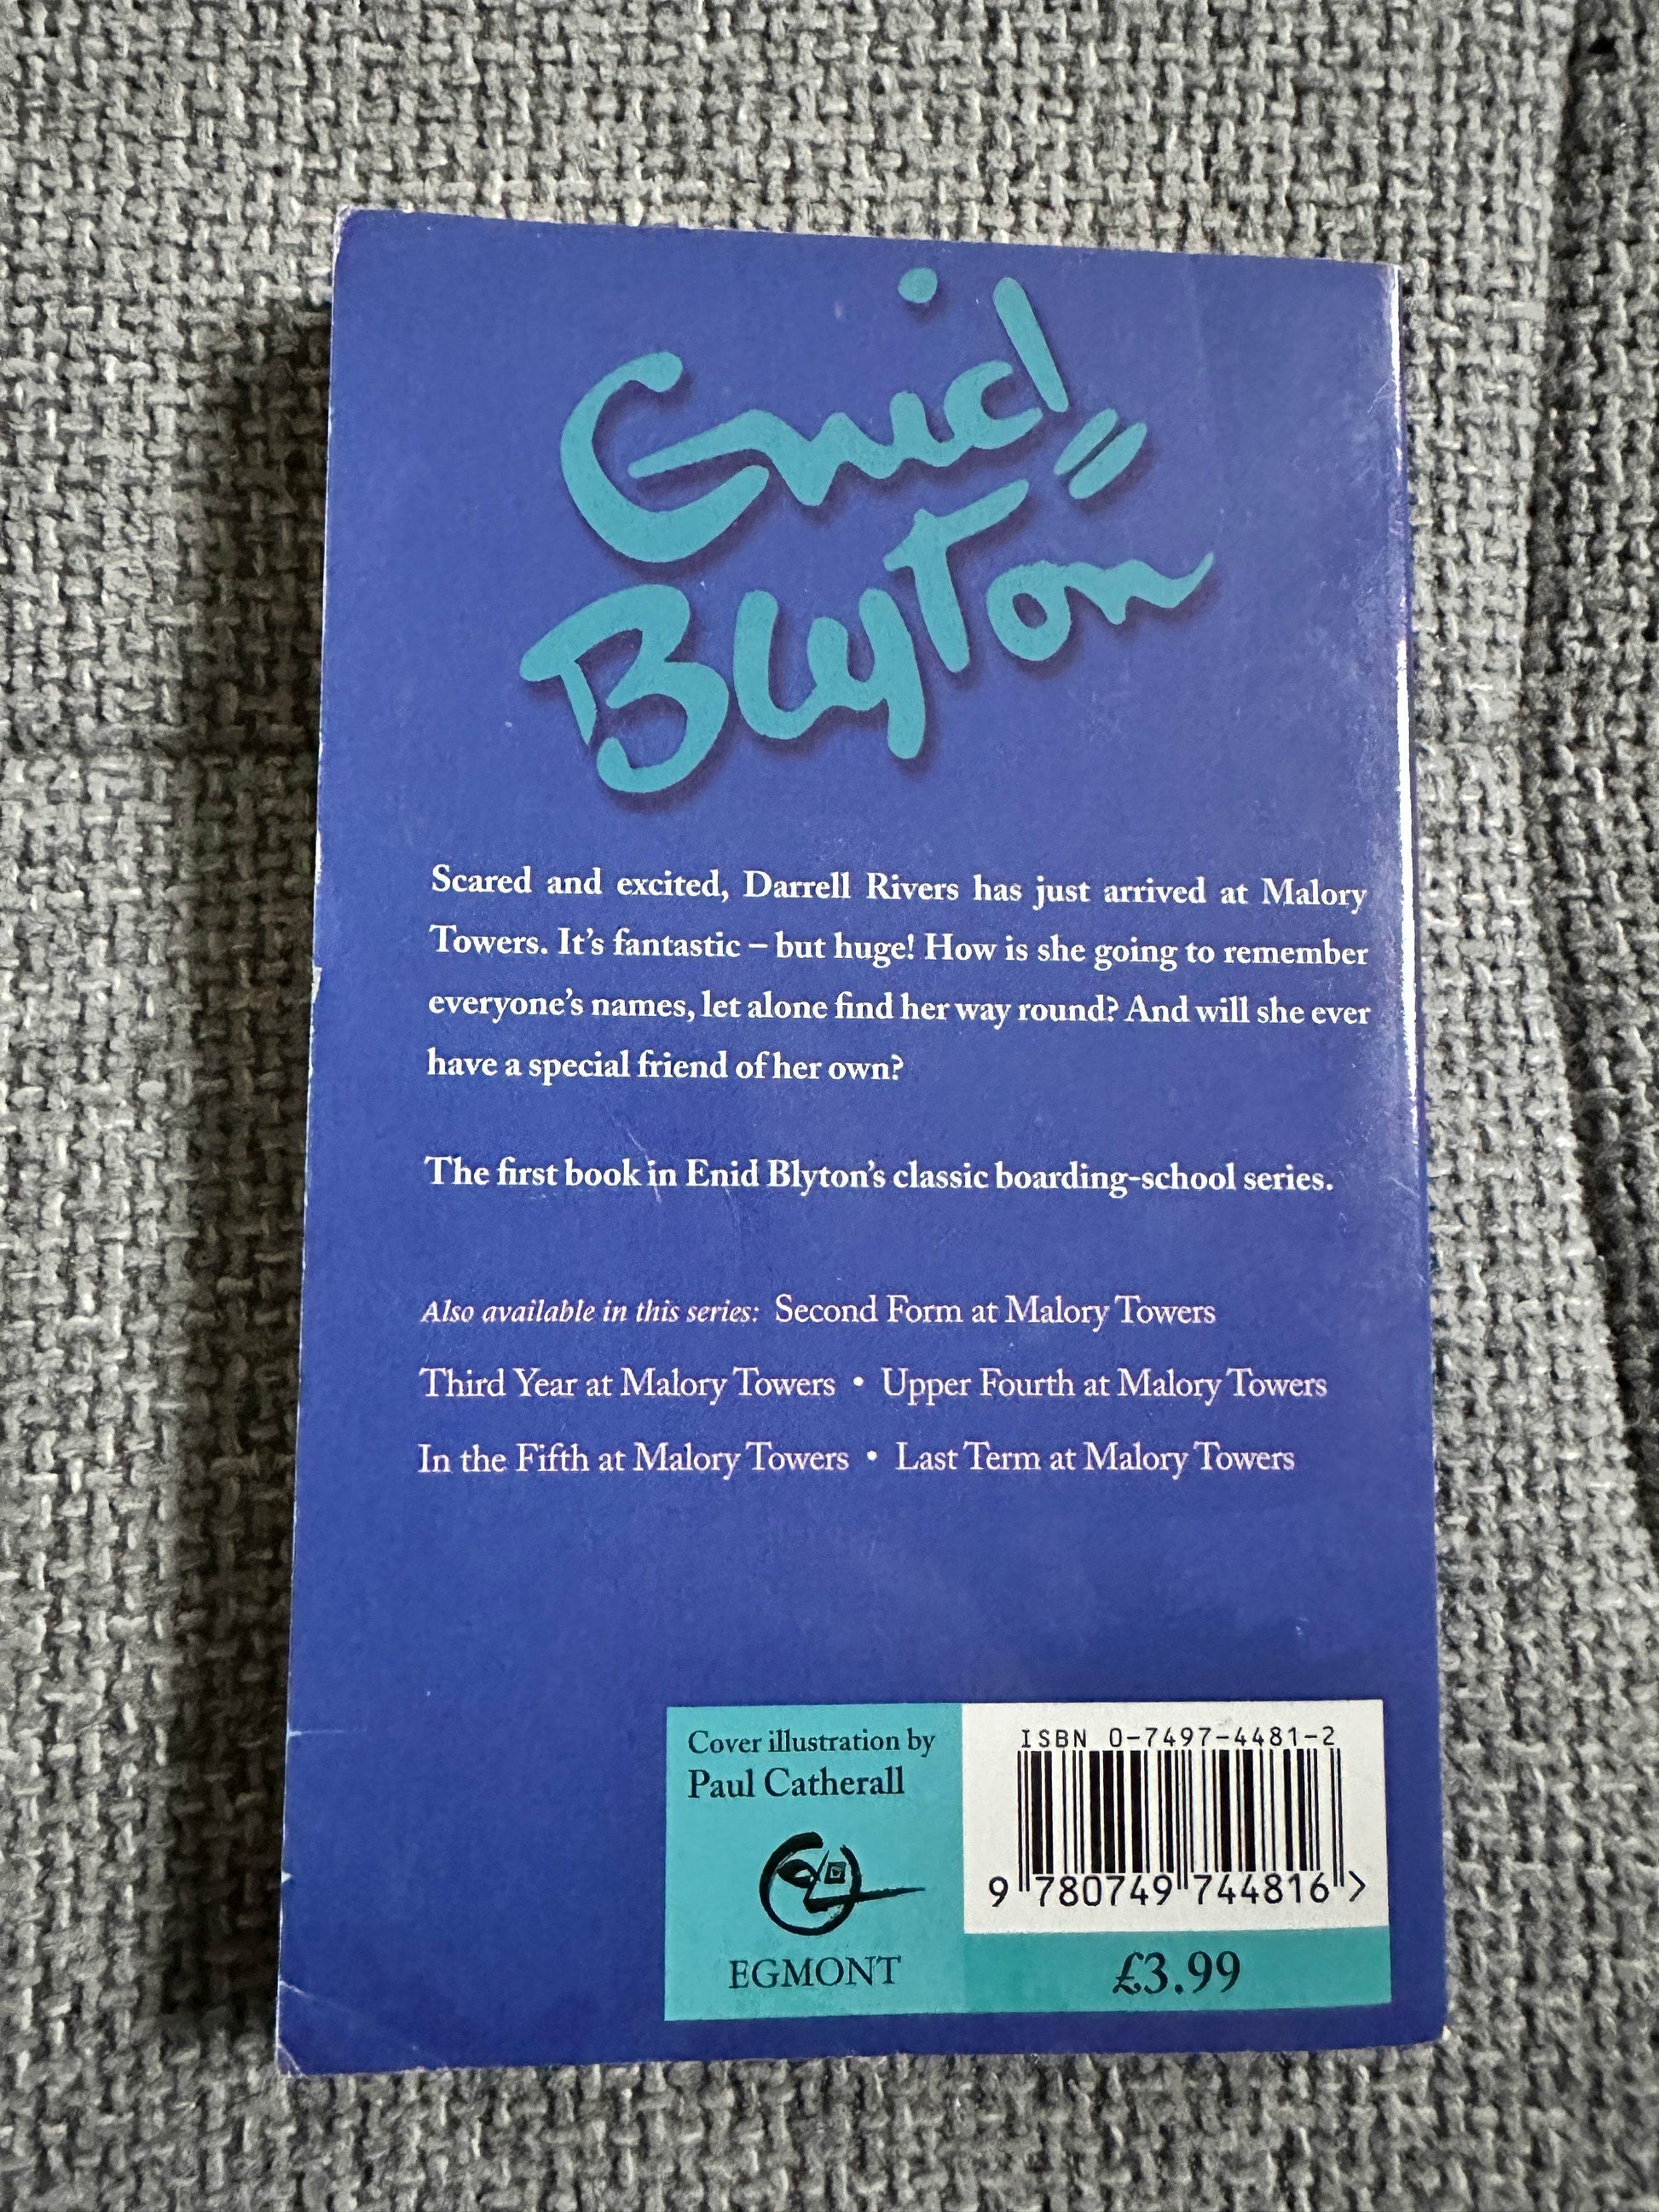 Enid
Blyton
Scared and excited, Darrell Rivers has just arrived at Malory
Towers. It's fantastic – but huge! How is she going to remember
everyone's names, let alone find her way round? And will she ever
have a special friend of her own?
The first book in Enid Blyton's classic boarding-school series.
Also available in this series: Second Form at Malory Towers
Third Year at Malory Towers • Upper Fourth at Malory Towers
In the Fifth at Malory Towers • Last Term at Malory Towers
Cover illustration by
Paul Catherall
EGMONT
ISBN 0-7497-4481-2
9 780749 744816 >
£3.99